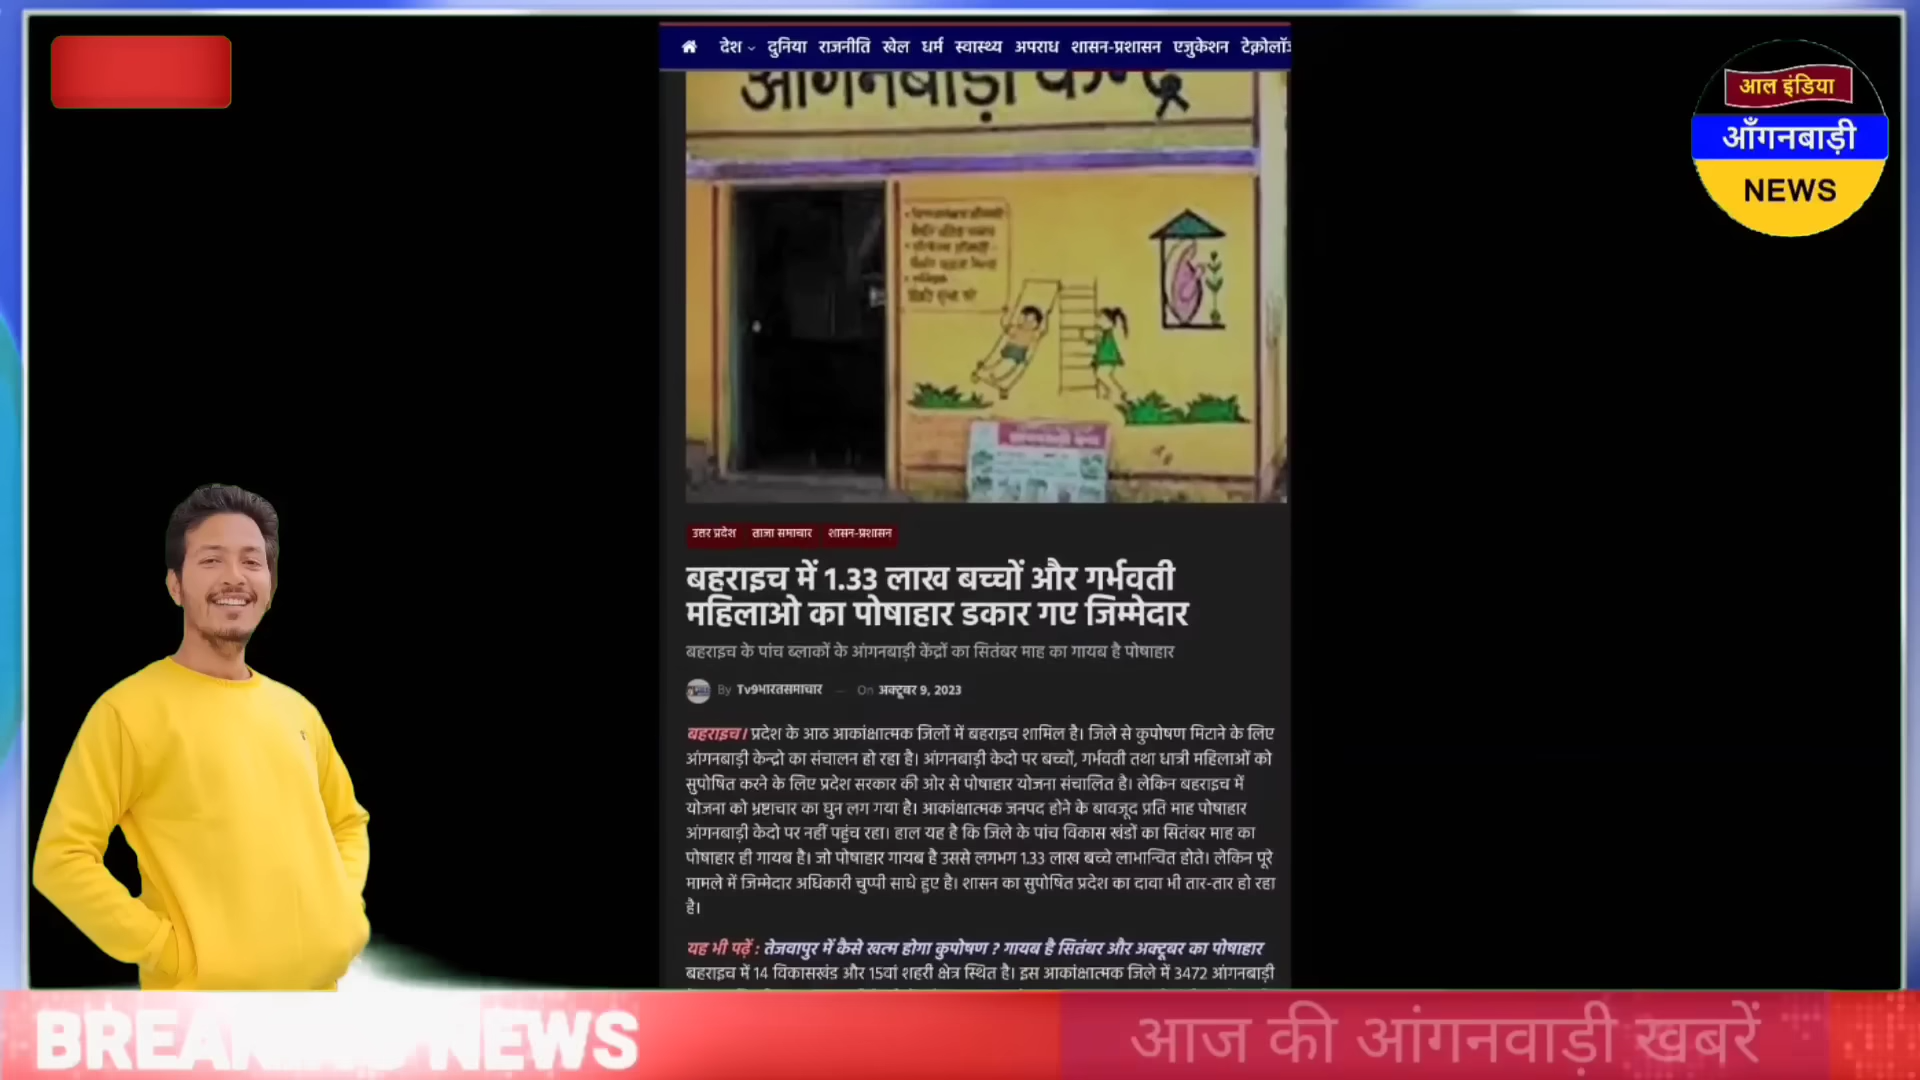 देश दुनिया राजनीति खेल धर्म स्वास्थ्य अपराध शासन-प्रशासन एजुकेशन
आल इंडिया
आँगनबाड़ी
NEWS
आंगनबाड़ी केन्द्र
उत्तर प्रदेश ताजा समाचार शासन-प्रशासन
बहराइच में 1.33 लाख बच्चों और गर्भवती
महिलाओ का पोषाहार डकार गए जिम्मेदार
बहराइच के पांच ब्लाकों के आंगनबाड़ी केंद्रों का सितंबर माह का गायब है पोषाहार
By Tv9भारतसमाचार — On अक्टूबर 9, 2023
बहराइच। प्रदेश के आठ आकांक्षात्मक जिलों में बहराइच शामिल है। जिले से कुपोषण मिटाने के लिए
आंगनबाड़ी केन्द्रो का संचालन हो रहा है। आंगनबाड़ी केदो पर बच्चों, गर्भवती तथा धात्री महिलाओं को
सुपोषित करने के लिए प्रदेश सरकार की ओर से पोषाहार योजना संचालित है। लेकिन बहराइच में
योजना को भ्रष्टाचार का घुन लग गया है। आकांक्षात्मक जनपद होने के बावजूद प्रति माह पोषाहार
आंगनबाड़ी केदो पर नहीं पहुंच रहा। हाल यह है कि जिले के पांच विकास खंडों का सितंबर माह का
पोषाहार ही गायब है। जो पोषाहार गायब है उससे लगभग 1.33 लाख बच्चे लाभान्वित होते। लेकिन पूरे
मामले में जिम्मेदार अधिकारी चुप्पी साधे हुए है। शासन का सुपोषित प्रदेश का दावा भी तार-तार हो रहा
है।
यह भी पढ़ें : तेजवापुर में कैसे खत्म होगा कुपोषण ? गायब है सितंबर और अक्टूबर का पोषाहार
बहराइच में 14 विकासखंड और 15वां शहरी क्षेत्र स्थित है। इस आकांक्षात्मक जिले में 3472 आंगनबाड़ी
BREAKING NEWS
आज की आंगनवाड़ी खबरें